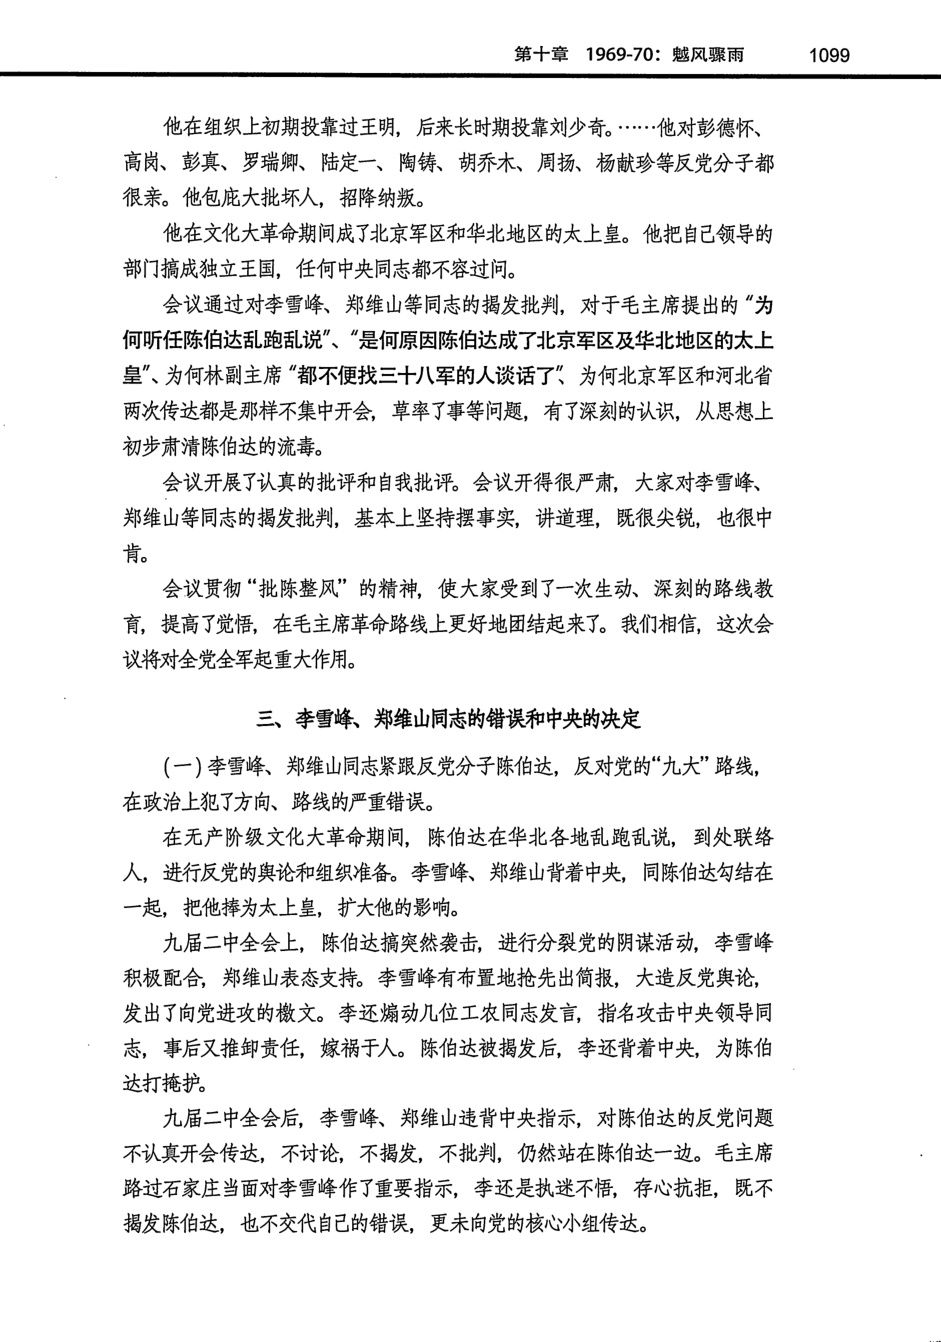 第十章 1969-70：魆风骤雨 1099
他在组织上初期投靠过王明，后来长时期投靠刘少奇。……他对彭德怀、
高岗、彭真、罗瑞卿、陆定一、陶铸、胡乔木、周扬、杨献珍等反党分子都
很亲。他包庇大批坏人，招降纳叛。
他在文化大革命期间成了北京军区和华北地区的太上皇。他把自己领导的
部门搞成独立王国，任何中央同志都不容过问。
会议通过对李雪峰、郑维山等同志的揭发批判，对于毛主席提出的“为
何听任陈伯达乱跑乱说”、“是何原因陈伯达成了北京军区及华北地区的太上
皇”、为何林副主席“都不便找三十八军的人谈话了”、为何北京军区和河北省
两次传达都是那样不集中开会，草率了事等问题，有了深刻的认识，从思想上
初步肃清陈伯达的流毒。
会议开展了认真的批评和自我批评。会议开得很严肃，大家对李雪峰、
郑维山等同志的揭发批判，基本上坚持摆事实，讲道理，既很尖锐，也很中
肯。
会议贯彻“批陈整风”的精神，使大家受到了一次生动、深刻的路线教
育，提高了觉悟，在毛主席革命路线上更好地团结起来了。我们相信，这次会
议将对全党全军起重大作用。
三、李雪峰、郑维山同志的错误和中央的决定
(一)李雪峰、郑维山同志紧跟反党分子陈伯达，反对党的“九大”路线，
在政治上犯了方向、路线的严重错误。
在无产阶级文化大革命期间，陈伯达在华北各地乱跑乱说，到处联络
人，进行反党的舆论和组织准备。李雪峰、郑维山背着中央，同陈伯达勾结在
一起，把他捧为太上皇，扩大他的影响。
九届二中全会上，陈伯达搞突然袭击，进行分裂党的阴谋活动，李雪峰
积极配合，郑维山表态支持。李雪峰有布置地抢先出简报，大造反党舆论，
发出了向党进攻的檄文。李还煽动几位工农同志发言，指名攻击中央领导同
志，事后又推卸责任，嫁祸于人。陈伯达被揭发后，李还背着中央，为陈伯
达打掩护。
九届二中全会后，李雪峰、郑维山违背中央指示，对陈伯达的反党问题
不认真开会传达，不讨论，不揭发，不批判，仍然站在陈伯达一边。毛主席
路过石家庄当面对李雪峰作了重要指示，李还是执迷不悟，存心抗拒，既不
揭发陈伯达，也不交代自己的错误，更未向党的核心小组传达。